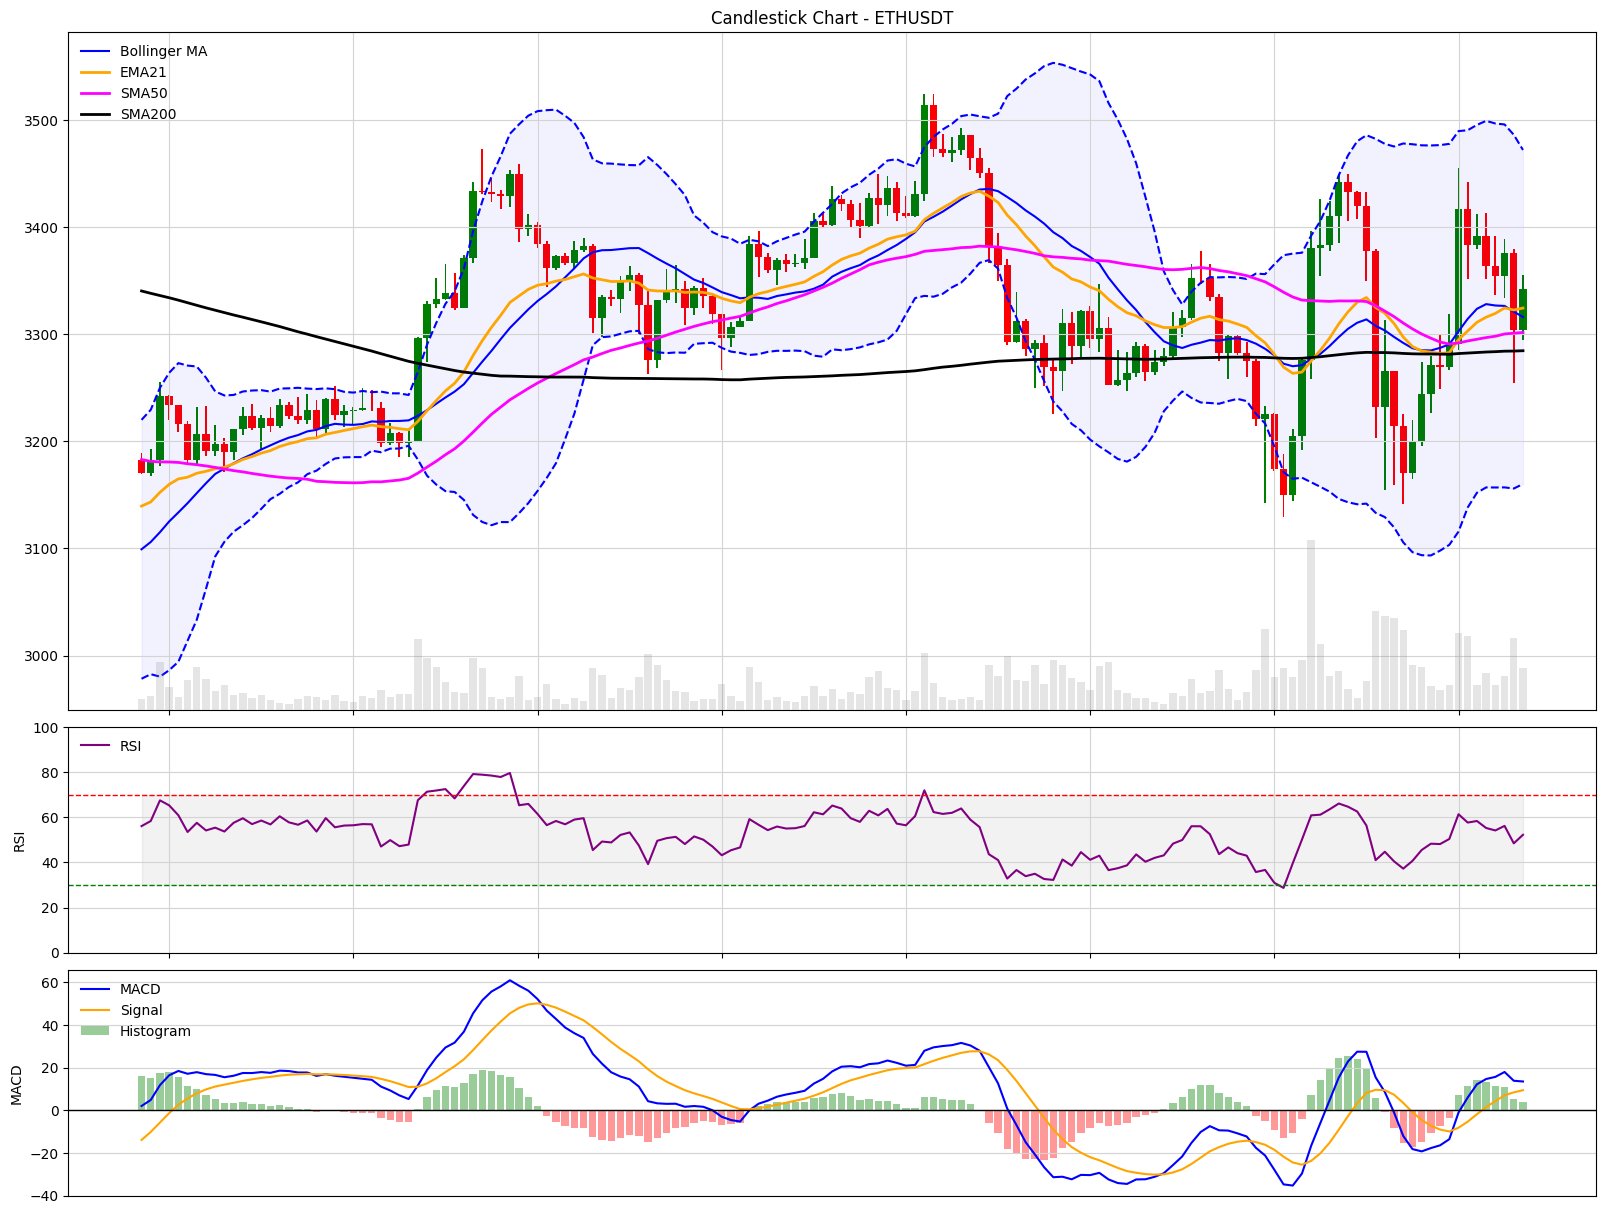 Candlestick Chart - ETHUSDT
Bollinger MA
EMA21
SMA50
SMA200
3500
3400
3300
3200
3100
3000
RSI
100
80
60
40
20
0
RSI
MACD
Signal
Histogram
60
40
20
0
−20
−40
MACD